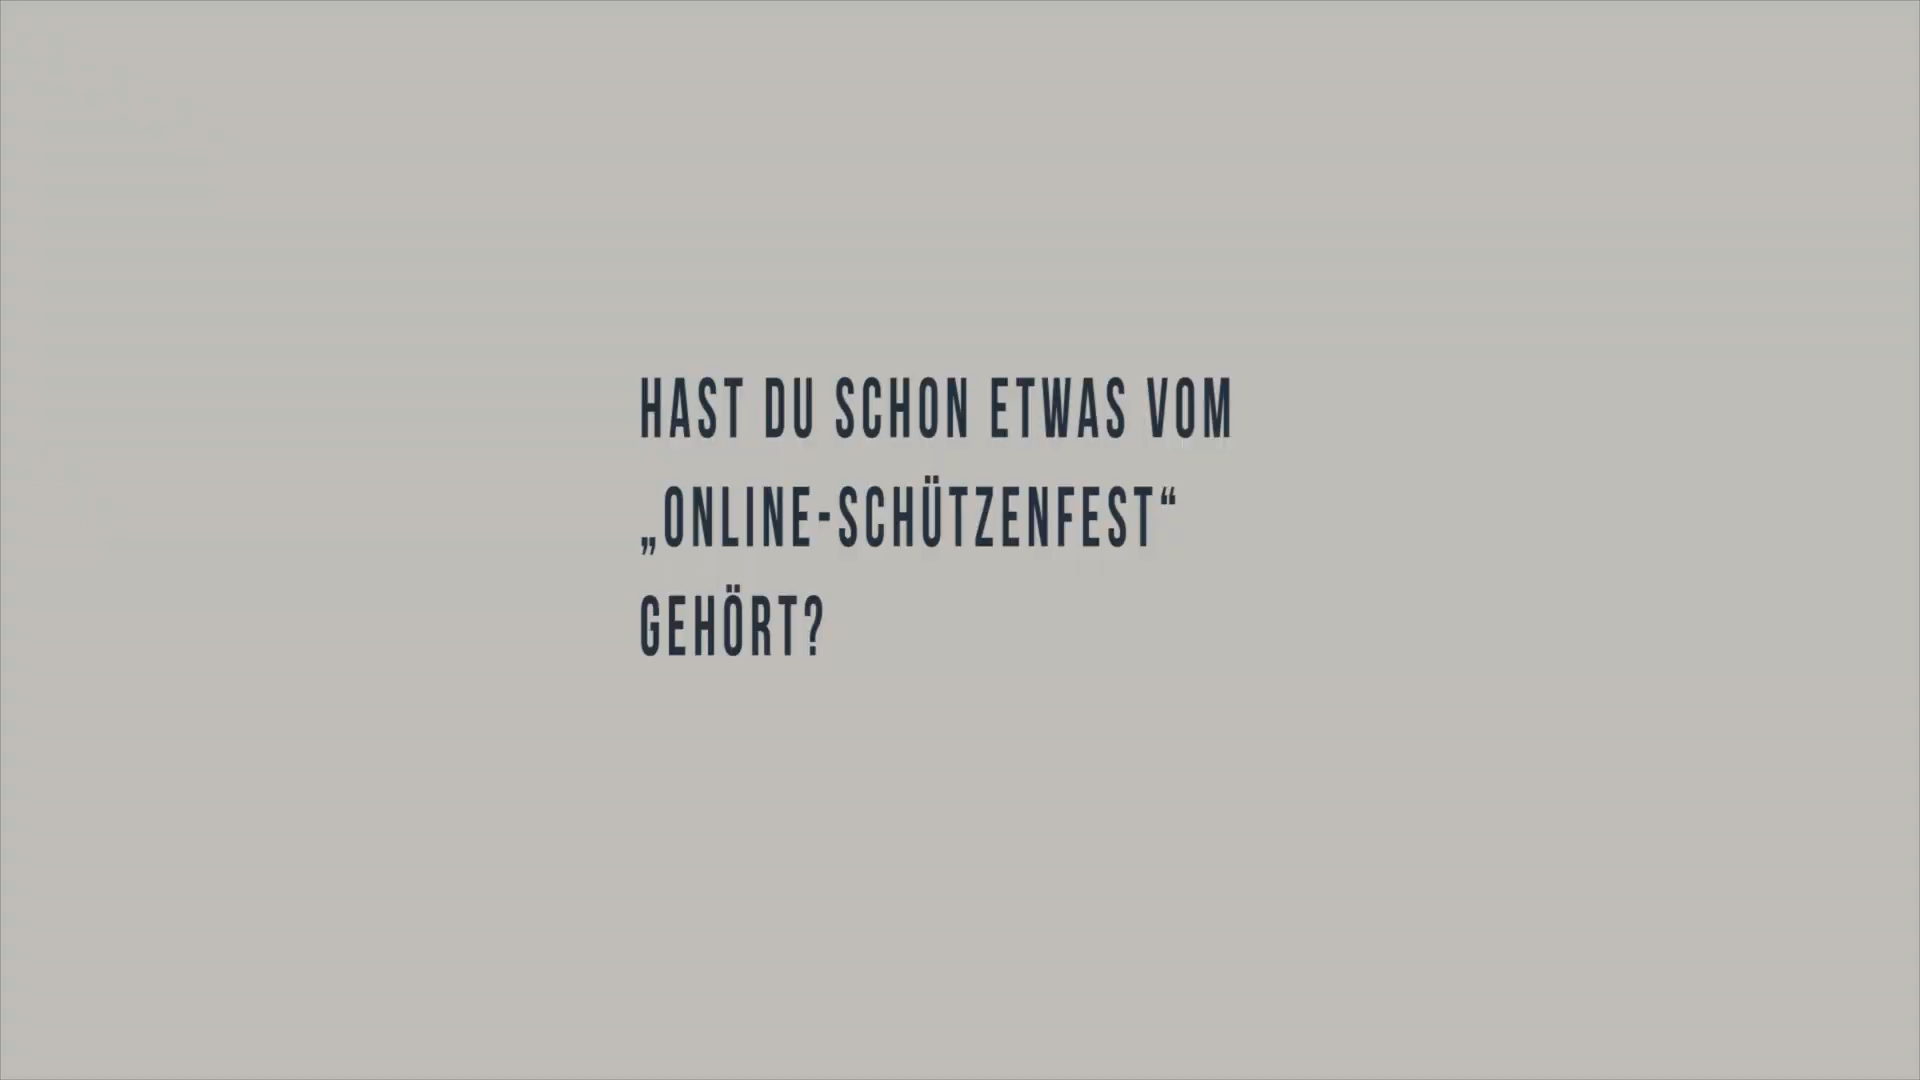 HAST DU SCHON ETWAS VOM
„ONLINE-SCHÜTZENFEST“
GEHÖRT?